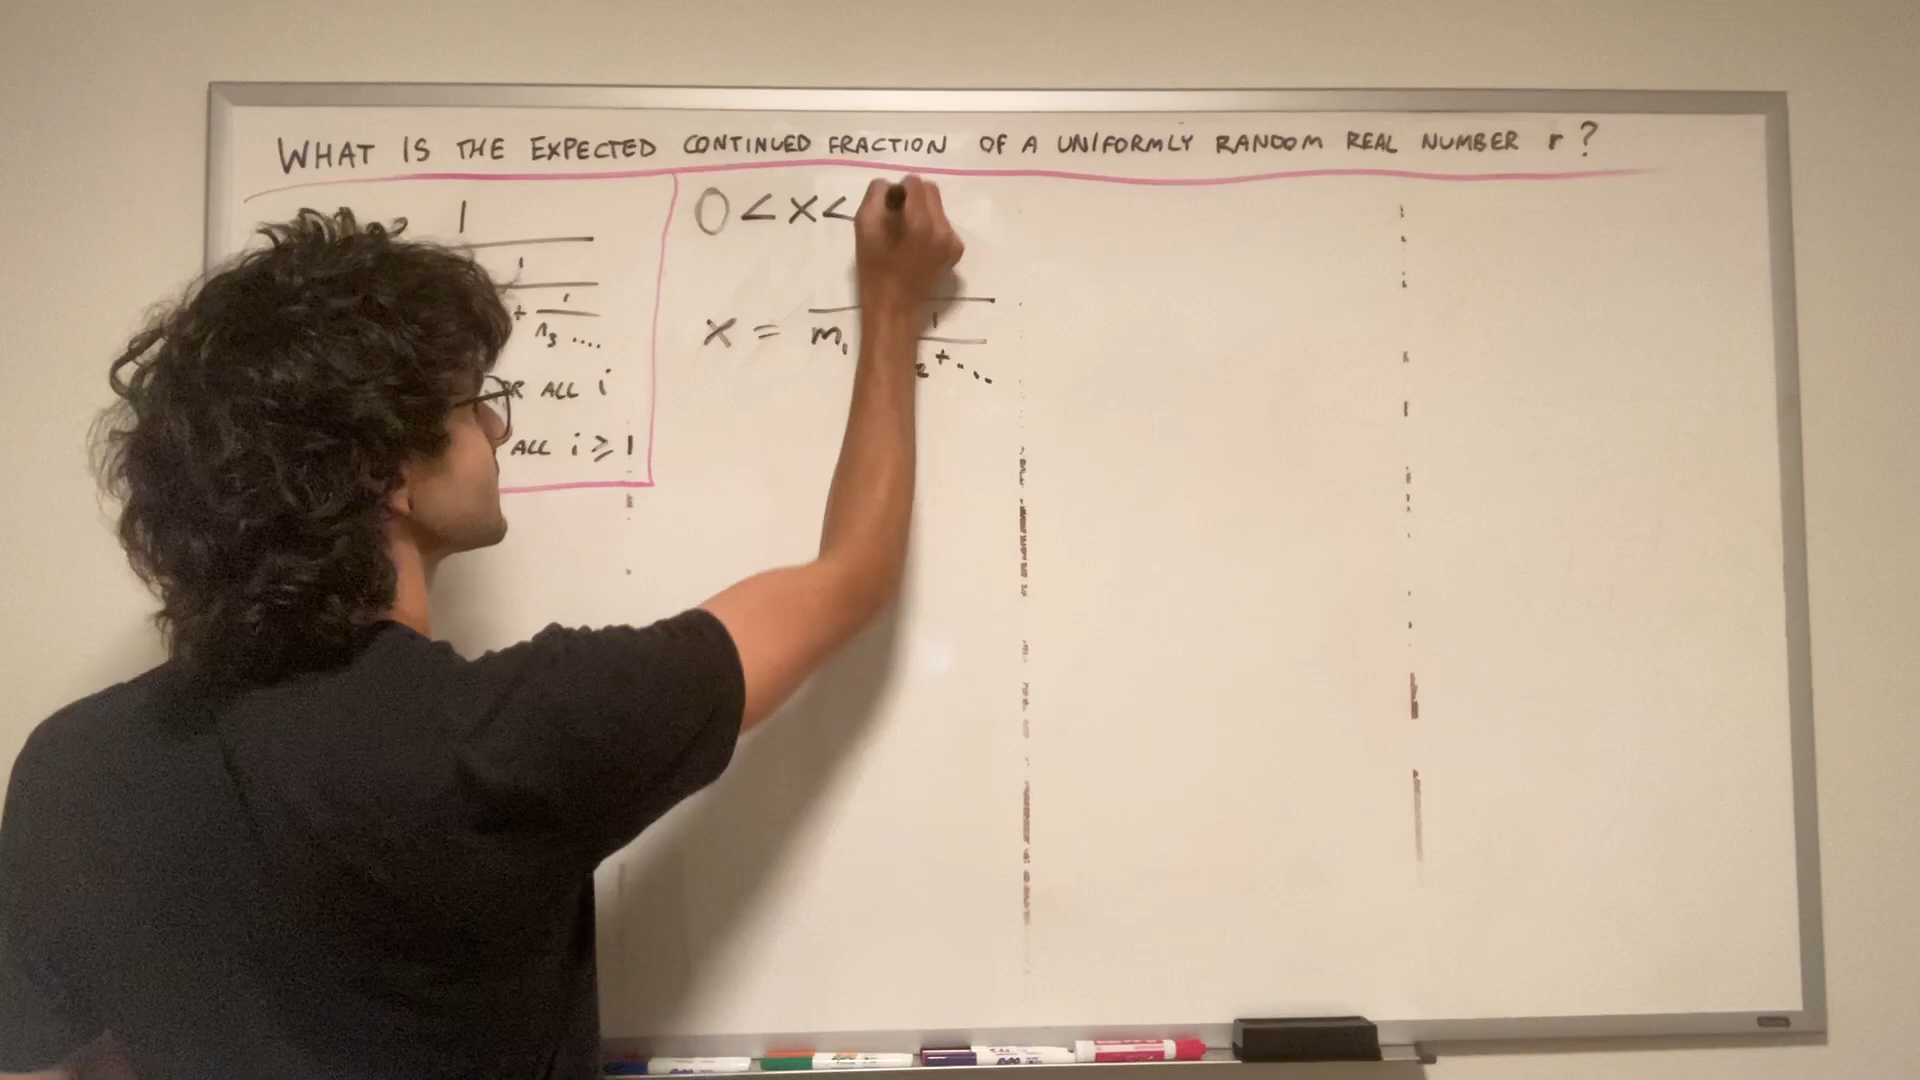 WHAT IS THE EXPECTED CONTINUED FRACTION OF A UNIFORMLY RANDOM REAL NUMBER r?
1
1
+ 1
n₃ ....
ALL i
ALL i ≥ 1
0 < x <
x = m₁
1
₂ + ....